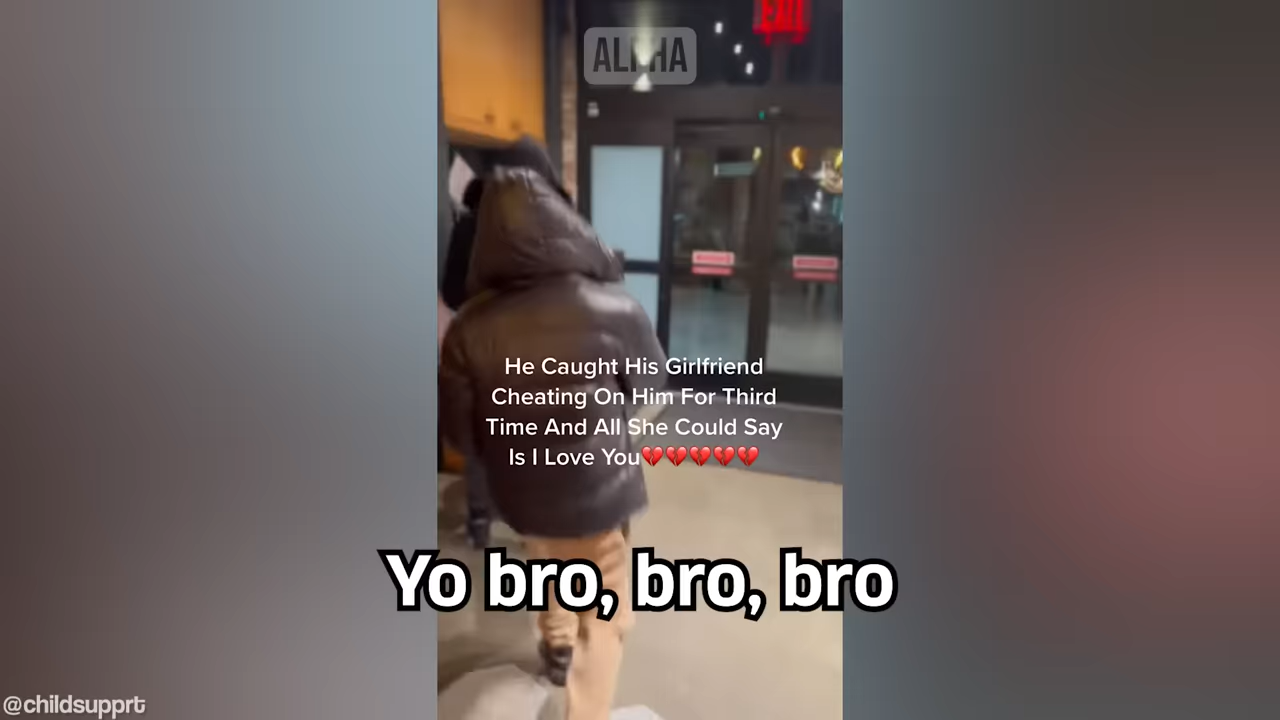 ALPHA
EXIT
He Caught His Girlfriend
Cheating On Him For Third
Time And All She Could Say
Is I Love You💔💔💔💔💔
Yo bro, bro, bro
@childsupprt